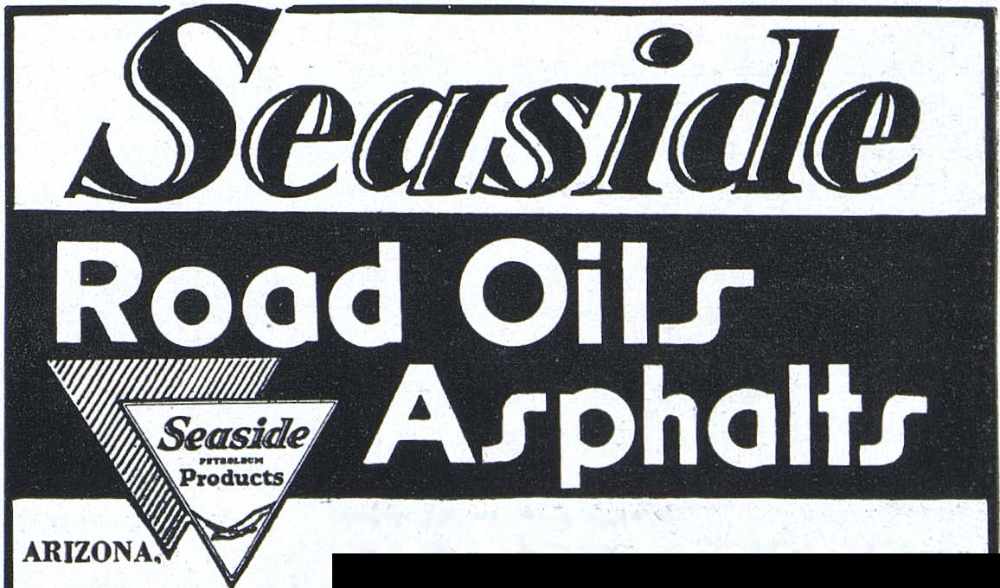 Seaside
Road Oils
Asphalts
Seaside
PETROLEUM
Products
ARIZONA,